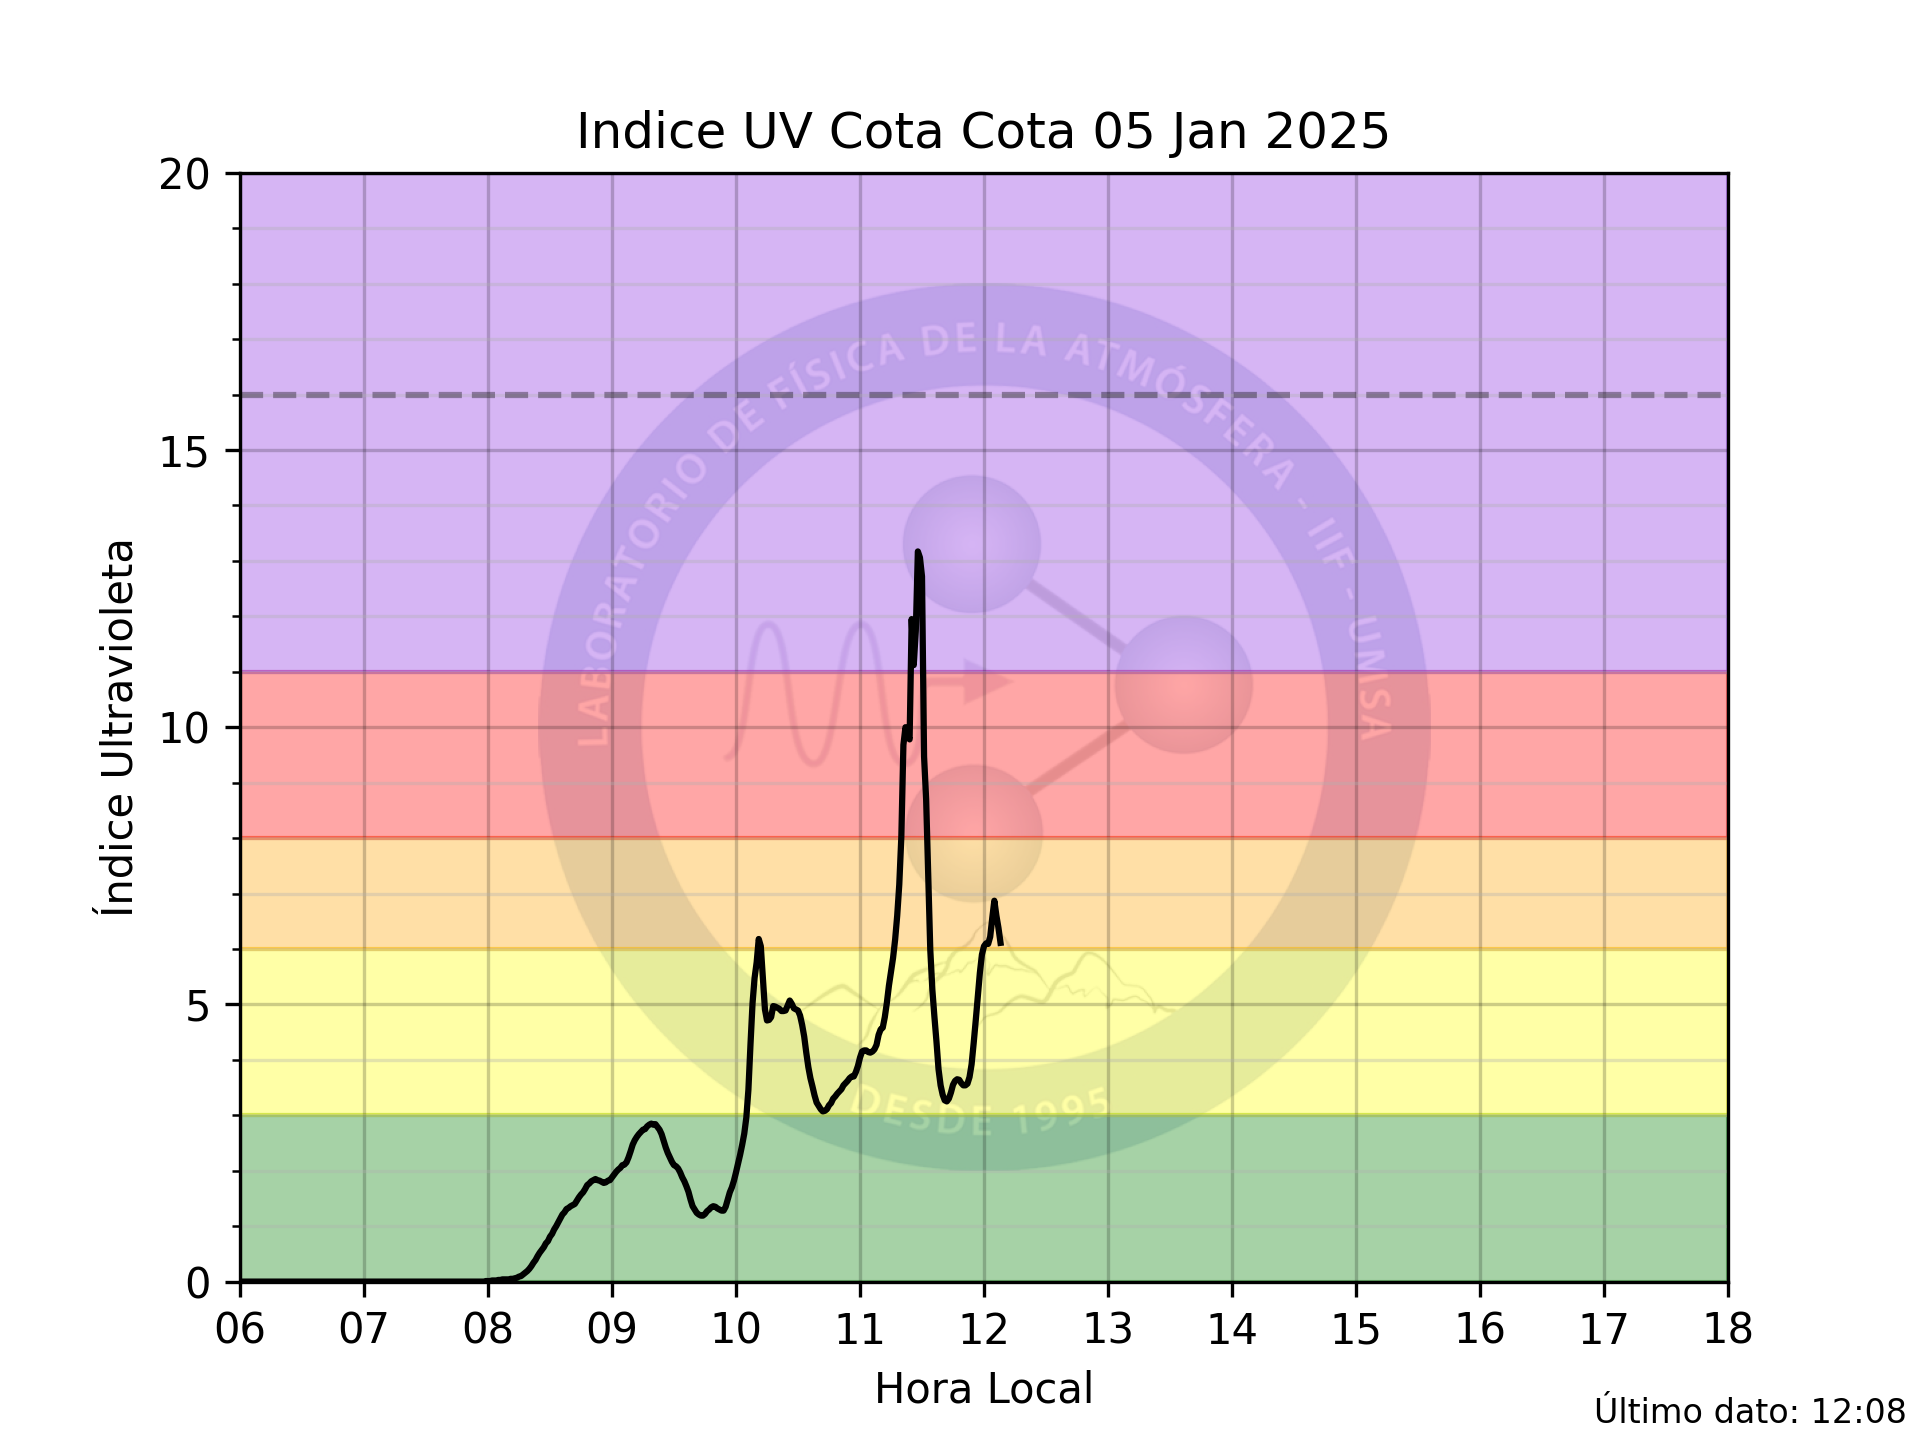 Indice UV Cota Cota 05 Jan 2025
20
15
10
5
0
Índice Ultravioleta
LABORATORIO DE FÍSICA DE LA ATMÓSFERA - IIF - UMSA
DESDE 1995
06 07 08 09 10 11 12 13 14 15 16 17 18
Hora Local
Último dato: 12:08